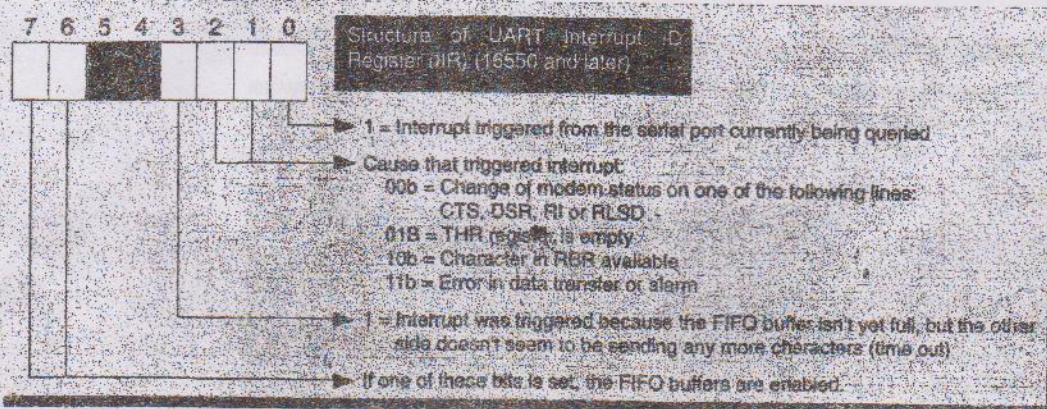 7 6 5 4 3 2 1 0
Structure of UART Interrupt ID
Register (IIR) (16550 and later)
1 = Interrupt triggered from the serial port currently being queried
Cause that triggered interrupt:
00b = Change of modem status on one of the following lines:
CTS, DSR, RI or RLSD
01B = THR register is empty
10b = Character in RBR available
11b = Error in data transfer or alarm
1 = Interrupt was triggered because the FIFO buffer isn't yet full, but the other
side doesn't seem to be sending any more characters (time out)
If one of these bits is set, the FIFO buffers are enabled.